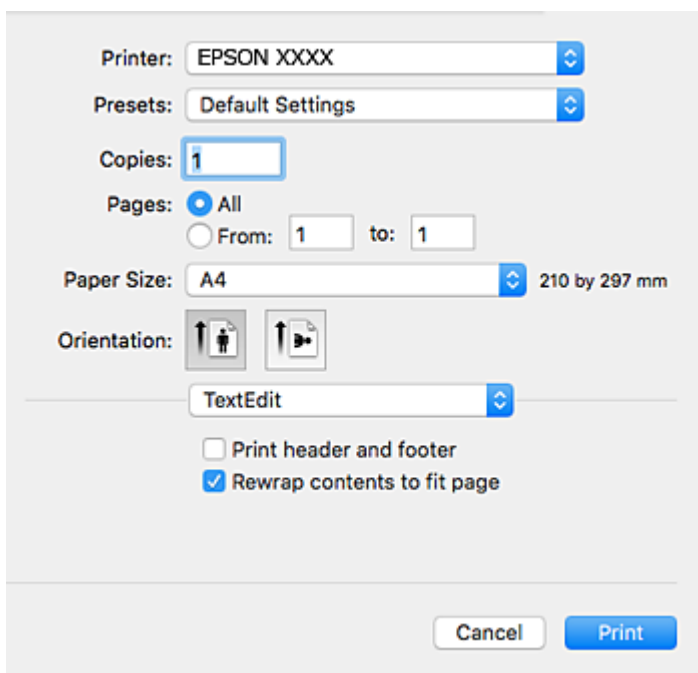 Printer: EPSON XXXX
Presets: Default Settings
Copies: 1
Pages: All
From: 1 to: 1
Paper Size: A4 210 by 297 mm
Orientation:
TextEdit
Print header and footer
Rewrap contents to fit page
Cancel Print